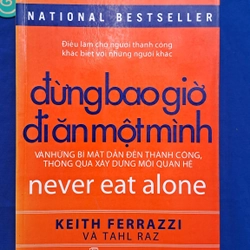 NATIONAL BESTSELLER
Điều làm cho người thành công
khác biệt với những người khác
đừng bao giờ
đi ăn một mình
VÀ NHỮNG BÍ MẬT DẪN ĐẾN THÀNH CÔNG,
THÔNG QUA XÂY DỰNG MỐI QUAN HỆ
never eat alone
KEITH FERRAZZI
VÀ TAHL RAZ